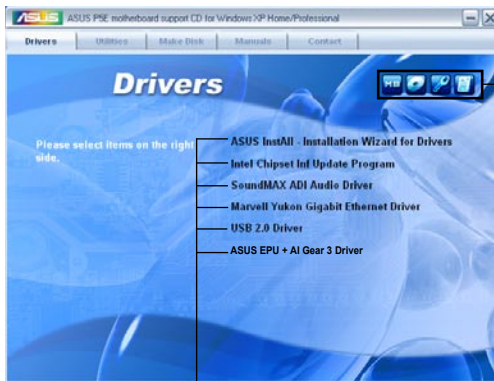 ASUS ASUS P5E motherboard support CD for Windows XP Home/Professional
Drivers Utilities Make Disk Manuals Contact
Drivers
Please select items on the right side.
ASUS InstAll - Installation Wizard for Drivers
Intel Chipset Inf Update Program
SoundMAX ADI Audio Driver
Marvell Yukon Gigabit Ethernet Driver
USB 2.0 Driver
ASUS EPU + AI Gear 3 Driver